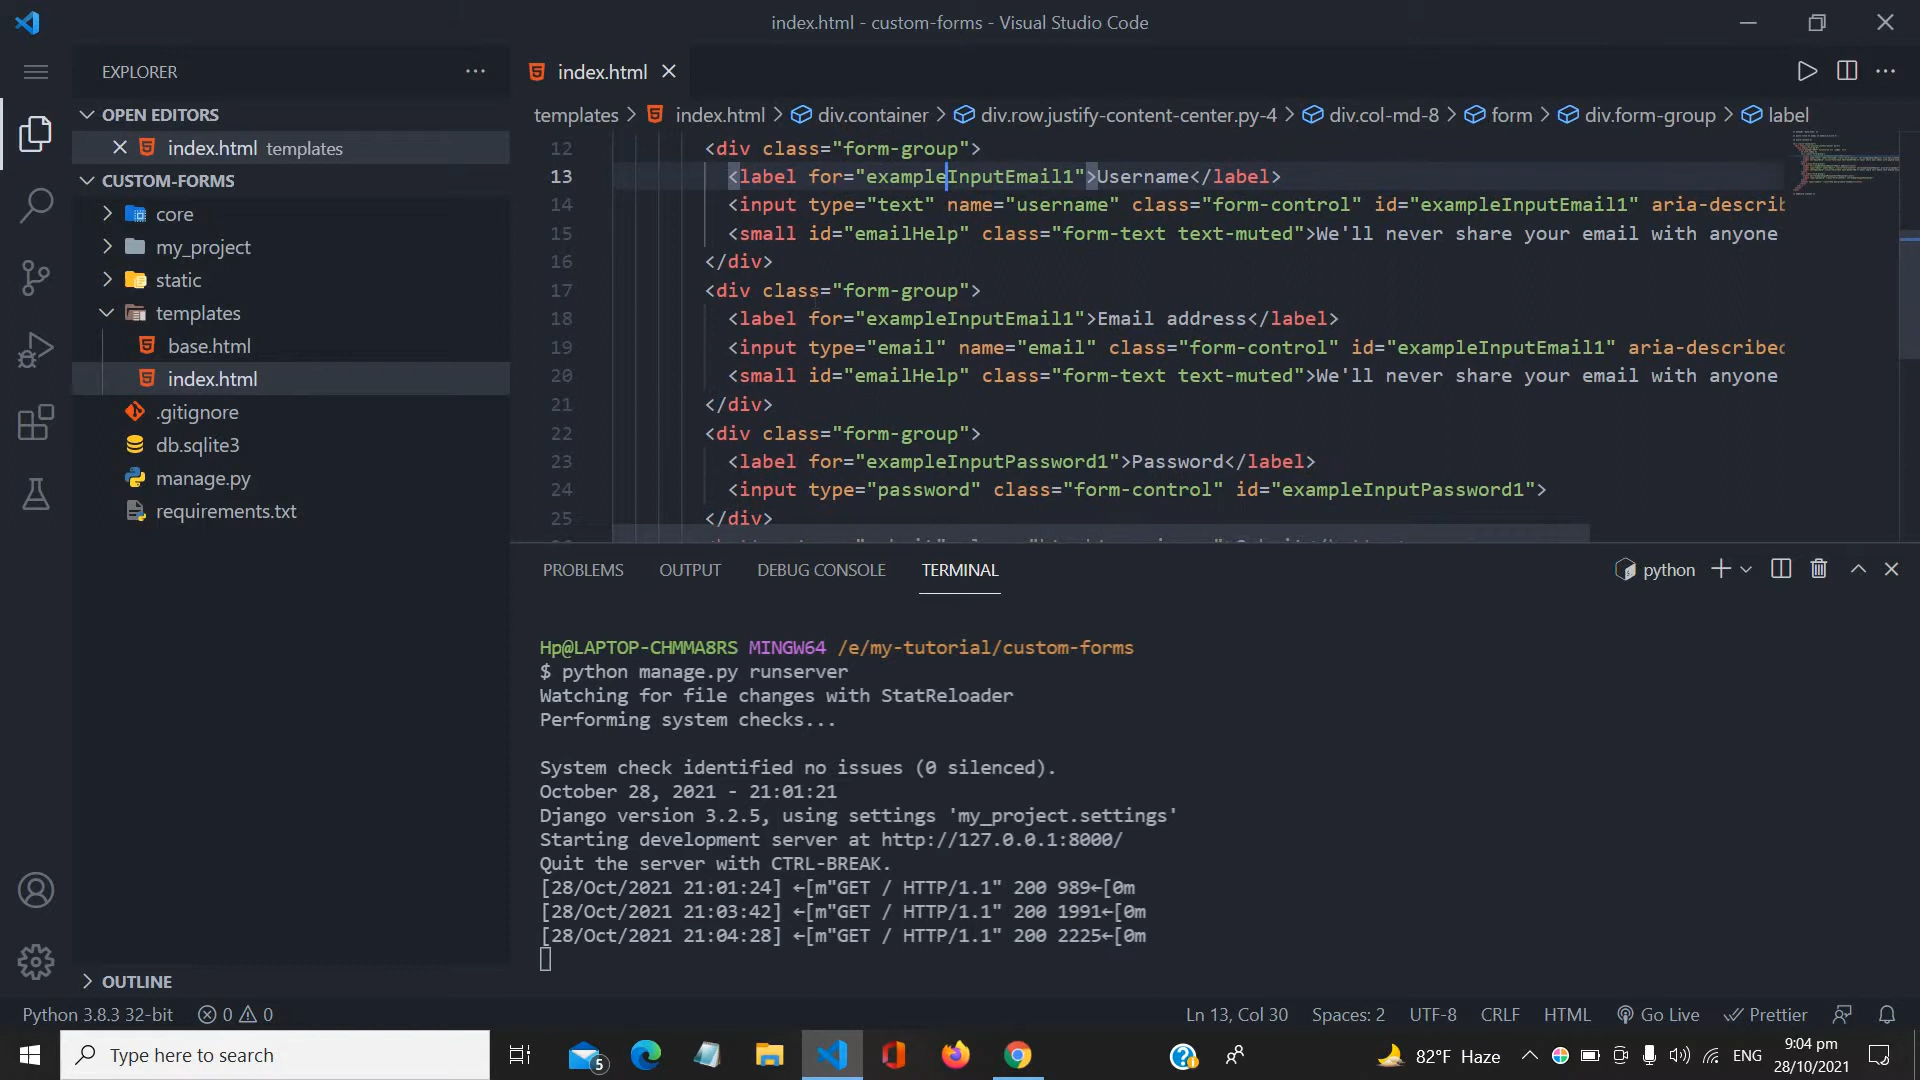 index.html - custom-forms - Visual Studio Code
EXPLORER
OPEN EDITORS
index.html templates
CUSTOM-FORMS
core
my_project
static
templates
base.html
index.html
.gitignore
db.sqlite3
manage.py
requirements.txt
OUTLINE
index.html
templates > index.html > div.container > div.row.justify-content-center.py-4 > div.col-md-8 > form > div.form-group > label
12 <div class="form-group">
13 <label for="exampleInputEmail1">Username</label>
14 <input type="text" name="username" class="form-control" id="exampleInputEmail1" aria-describ
15 <small id="emailHelp" class="form-text text-muted">We'll never share your email with anyone
16 </div>
17 <div class="form-group">
18 <label for="exampleInputEmail1">Email address</label>
19 <input type="email" name="email" class="form-control" id="exampleInputEmail1" aria-describec
20 <small id="emailHelp" class="form-text text-muted">We'll never share your email with anyone
21 </div>
22 <div class="form-group">
23 <label for="exampleInputPassword1">Password</label>
24 <input type="password" class="form-control" id="exampleInputPassword1">
25 </div>
PROBLEMS OUTPUT DEBUG CONSOLE TERMINAL
python
Hp@LAPTOP-CHMMA8RS MINGW64 /e/my-tutorial/custom-forms
$ python manage.py runserver
Watching for file changes with StatReloader
Performing system checks...
System check identified no issues (0 silenced).
October 28, 2021 - 21:01:21
Django version 3.2.5, using settings 'my_project.settings'
Starting development server at http://127.0.0.1:8000/
Quit the server with CTRL-BREAK.
[28/Oct/2021 21:01:24] ←[m"GET / HTTP/1.1" 200 989←[0m
[28/Oct/2021 21:03:42] ←[m"GET / HTTP/1.1" 200 1991←[0m
[28/Oct/2021 21:04:28] ←[m"GET / HTTP/1.1" 200 2225←[0m
Python 3.8.3 32-bit 0 0 Ln 13, Col 30 Spaces: 2 UTF-8 CRLF HTML Go Live Prettier
Type here to search
5
82°F Haze
ENG
9:04 pm
28/10/2021